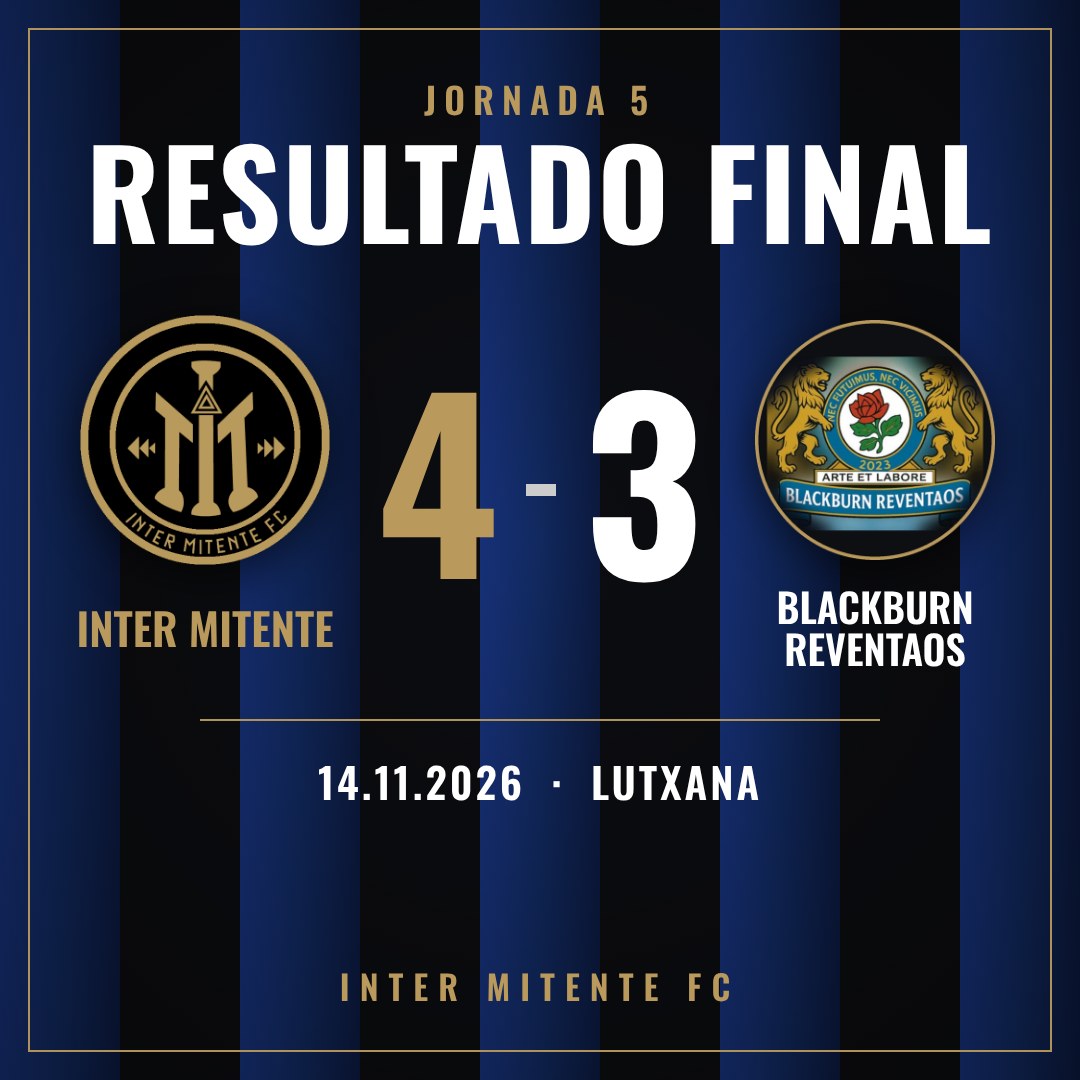 JORNADA 5
RESULTADO FINAL
INTER MITENTE FC
4 - 3
NEC FUTUIMUS, NEC VICIMUS
2023
ARTE ET LABORE
BLACKBURN REVENTAOS
INTER MITENTE
BLACKBURN
REVENTAOS
14.11.2026 · LUTXANA
INTER MITENTE FC